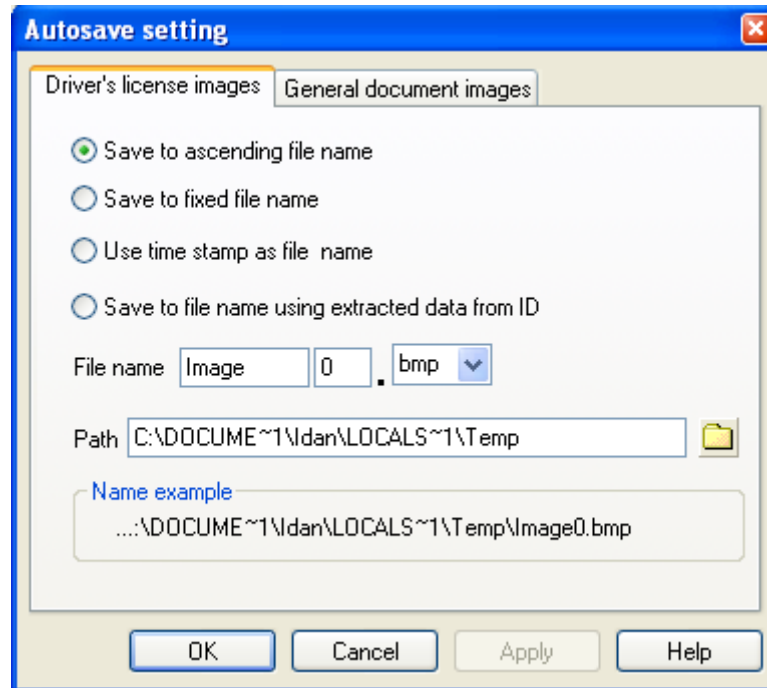 Autosave setting
Driver's license images General document images
Save to ascending file name
Save to fixed file name
Use time stamp as file name
Save to file name using extracted data from ID
File name Image 0 . bmp
Path C:\DOCUME~1\Idan\LOCALS~1\Temp
Name example
...:\DOCUME~1\Idan\LOCALS~1\Temp\Image0.bmp
OK Cancel Apply Help